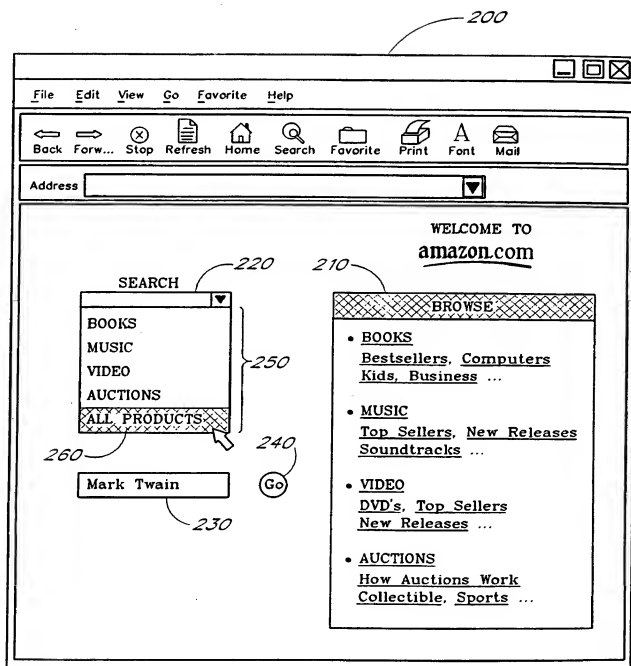 200
File Edit View Go Favorite Help
Back Forw... Stop Refresh Home Search Favorite Print Font Mail
Address
WELCOME TO
amazon.com
220
210
SEARCH
BROWSE
BOOKS
MUSIC
VIDEO
AUCTIONS
ALL PRODUCTS
250
260
240
Mark Twain
Go
230
• BOOKS
Bestsellers, Computers
Kids, Business ...
• MUSIC
Top Sellers, New Releases
Soundtracks ...
• VIDEO
DVD's, Top Sellers
New Releases ...
• AUCTIONS
How Auctions Work
Collectible, Sports ...